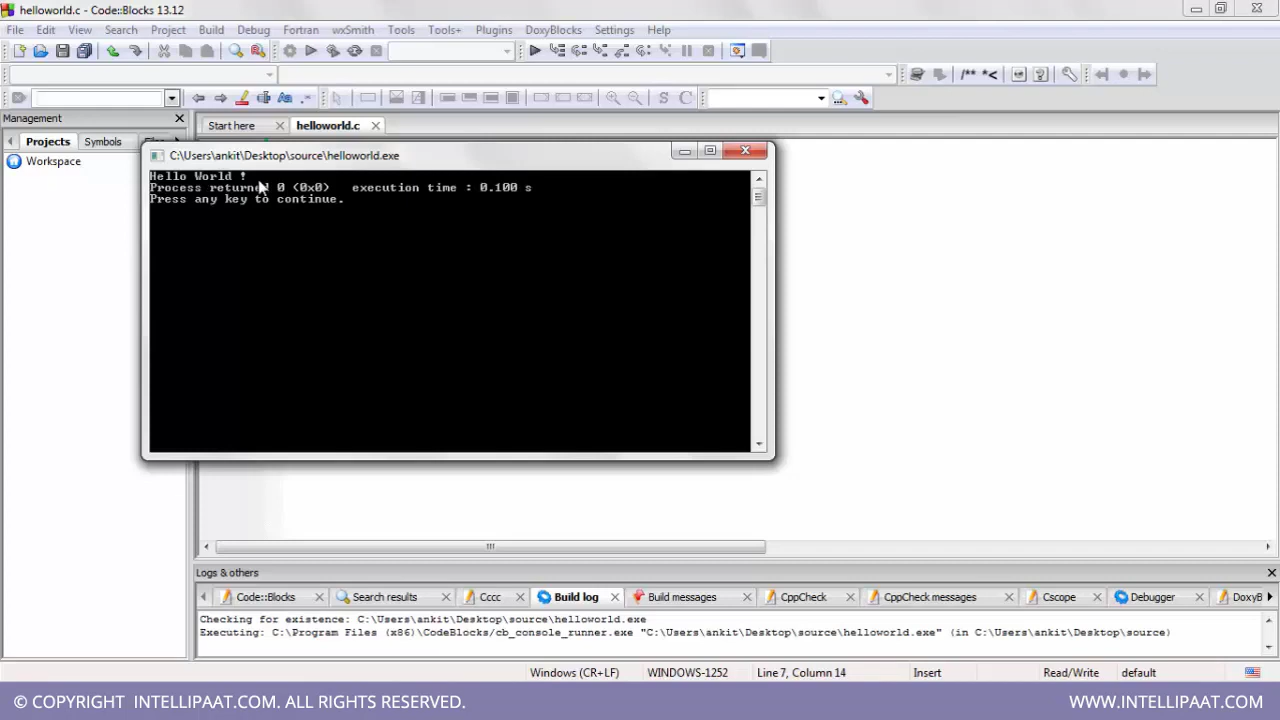 helloworld.c - Code::Blocks 13.12
File Edit View Search Project Build Debug Fortran wxSmith Tools Tools+ Plugins DoxyBlocks Settings Help
/** *<
Aa .*
S C
Management
Start here helloworld.c
Projects Symbols
Workspace
C:\Users\ankit\Desktop\source\helloworld.exe
Hello World !
Process returned 0 (0x0) execution time : 0.100 s
Press any key to continue.
Logs & others
Code::Blocks Search results Cccc Build log Build messages CppCheck CppCheck messages Cscope Debugger DoxyB
Checking for existence: C:\Users\ankit\Desktop\source\helloworld.exe
Executing: C:\Program Files (x86)\CodeBlocks/cb_console_runner.exe "C:\Users\ankit\Desktop\source\helloworld.exe" (in C:\Users\ankit\Desktop\source)
Windows (CR+LF) WINDOWS-1252 Line 7, Column 14 Insert Read/Write default
© COPYRIGHT INTELLIPAAT.COM. ALL RIGHTS RESERVED. WWW.INTELLIPAAT.COM